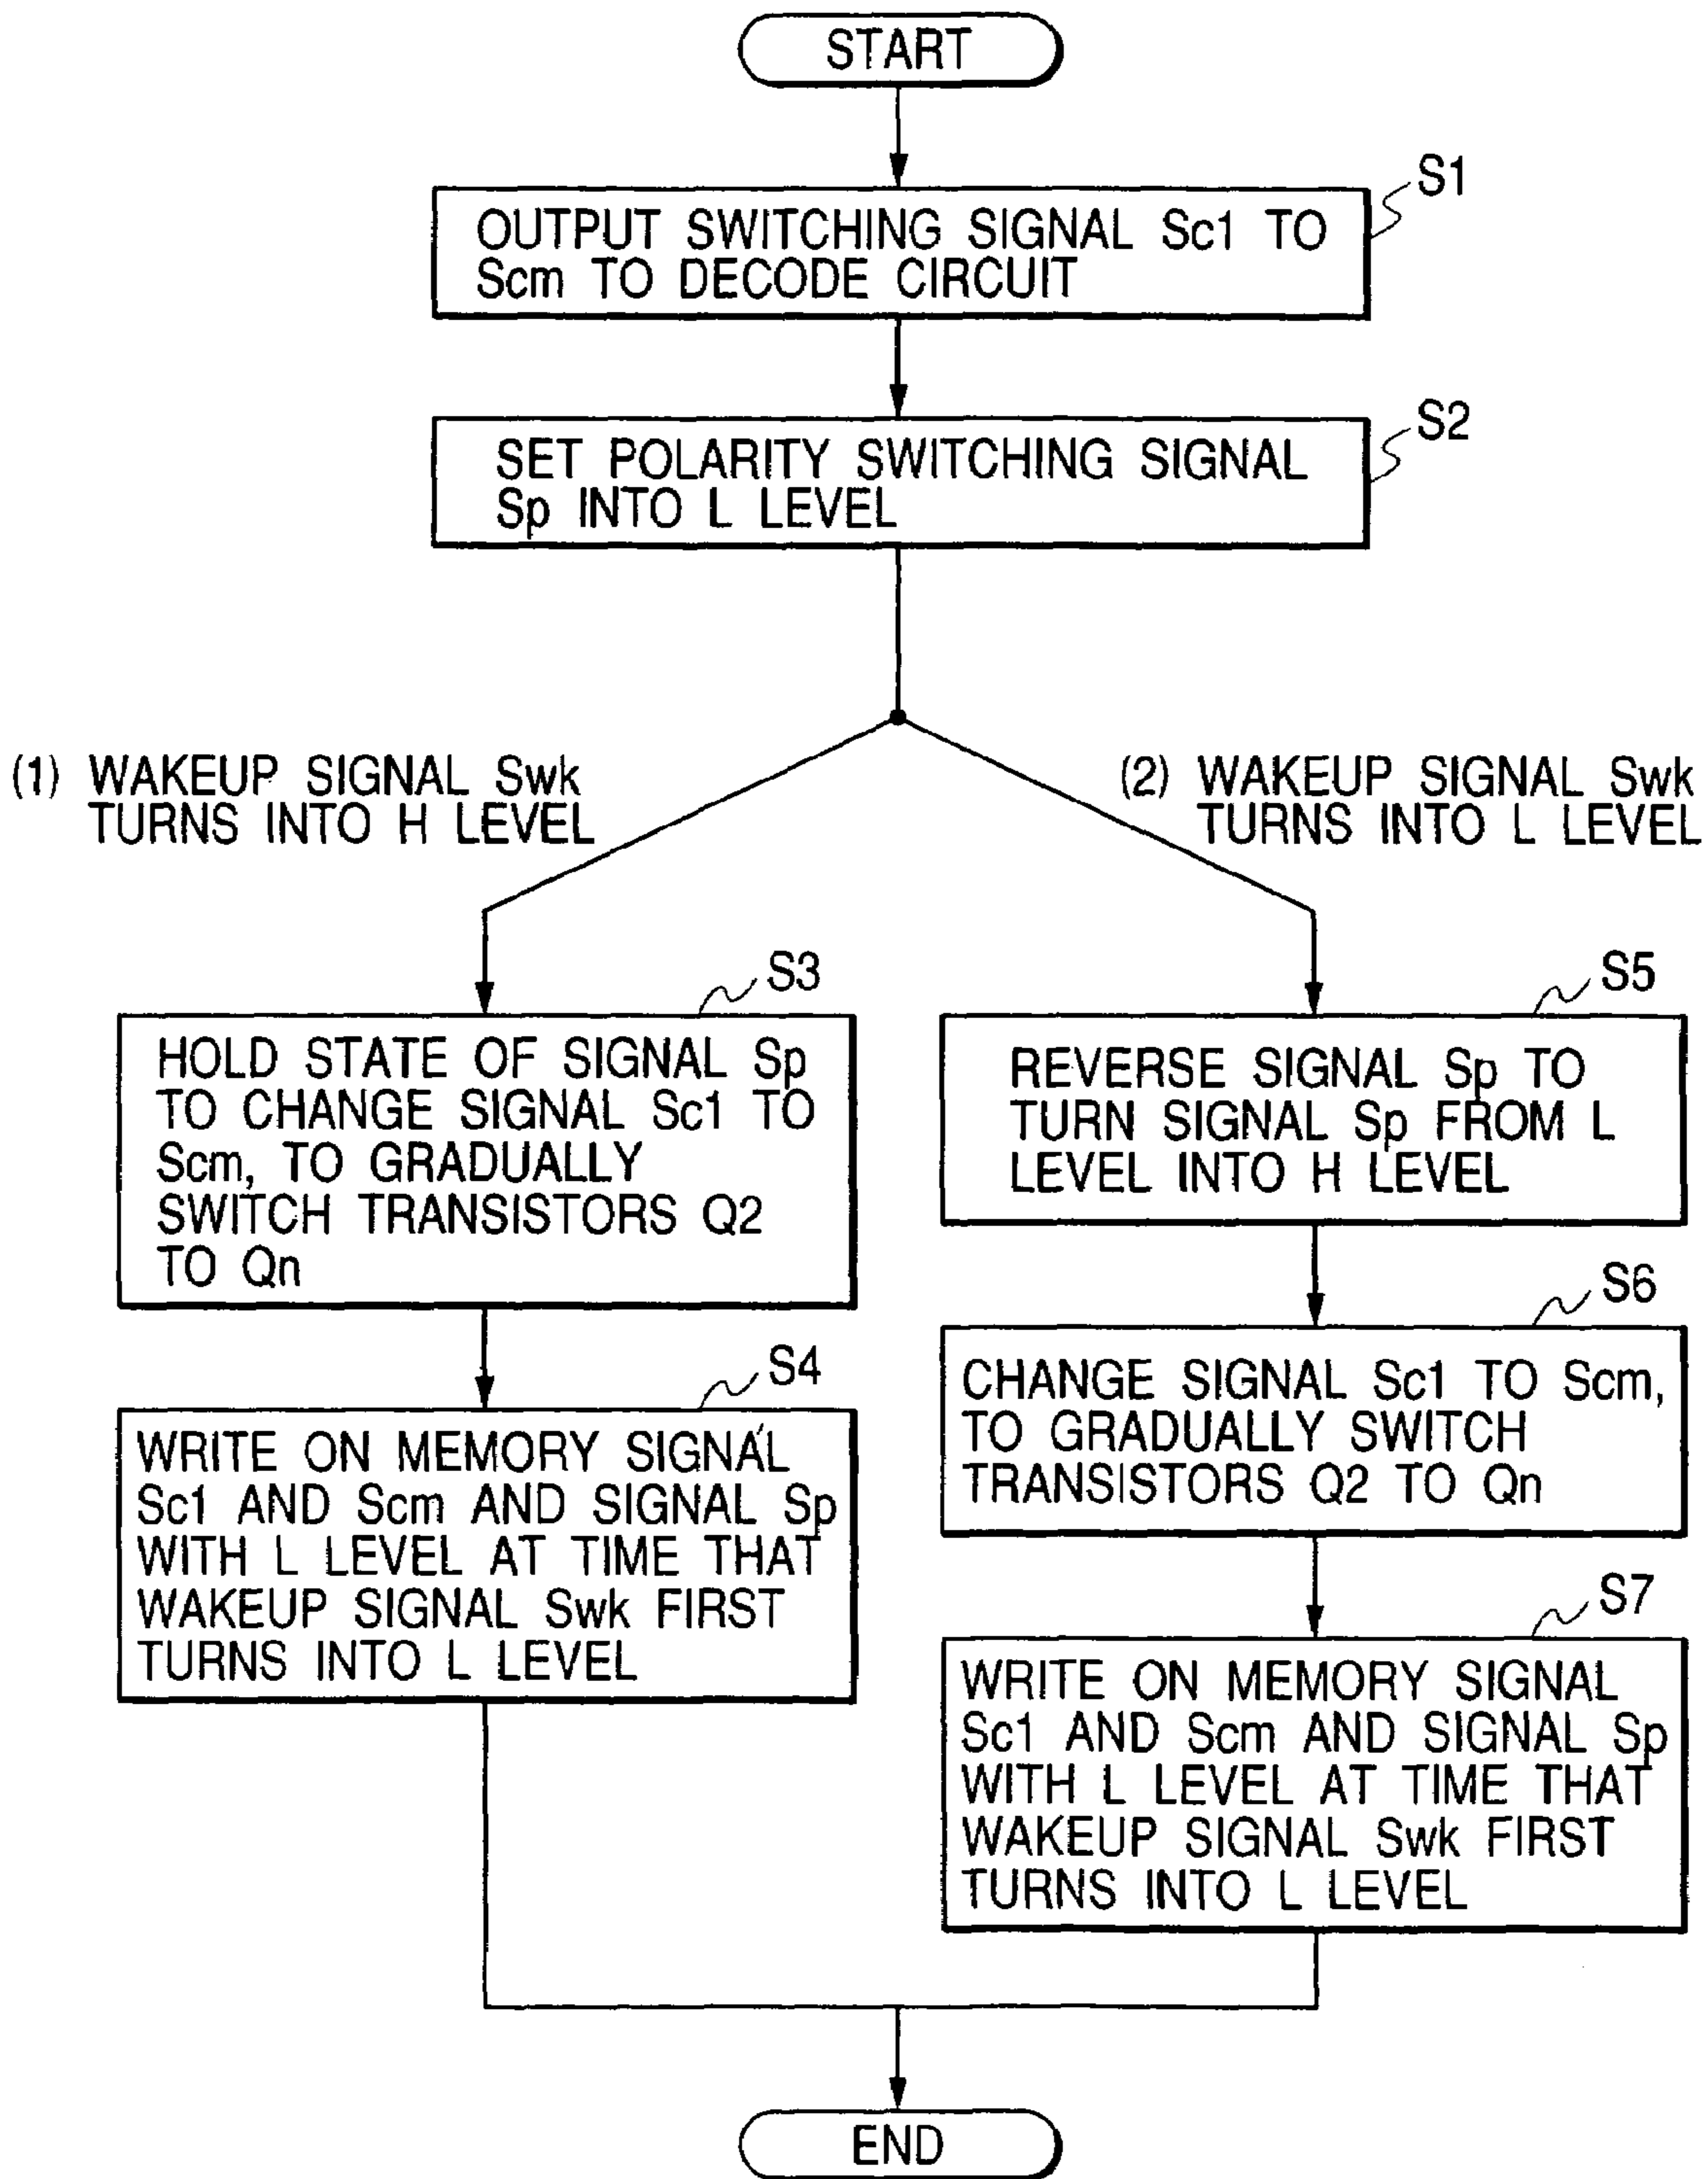 START
S1
OUTPUT SWITCHING SIGNAL Sc1 TO
Scm TO DECODE CIRCUIT
S2
SET POLARITY SWITCHING SIGNAL
Sp INTO L LEVEL
(1) WAKEUP SIGNAL Swk
TURNS INTO H LEVEL
(2) WAKEUP SIGNAL Swk
TURNS INTO L LEVEL
S3
HOLD STATE OF SIGNAL Sp
TO CHANGE SIGNAL Sc1 TO
Scm, TO GRADUALLY
SWITCH TRANSISTORS Q2
TO Qn
S4
WRITE ON MEMORY SIGNAL
Sc1 AND Scm AND SIGNAL Sp
WITH L LEVEL AT TIME THAT
WAKEUP SIGNAL Swk FIRST
TURNS INTO L LEVEL
S5
REVERSE SIGNAL Sp TO
TURN SIGNAL Sp FROM L
LEVEL INTO H LEVEL
S6
CHANGE SIGNAL Sc1 TO Scm,
TO GRADUALLY SWITCH
TRANSISTORS Q2 TO Qn
S7
WRITE ON MEMORY SIGNAL
Sc1 AND Scm AND SIGNAL Sp
WITH L LEVEL AT TIME THAT
WAKEUP SIGNAL Swk FIRST
TURNS INTO L LEVEL
END